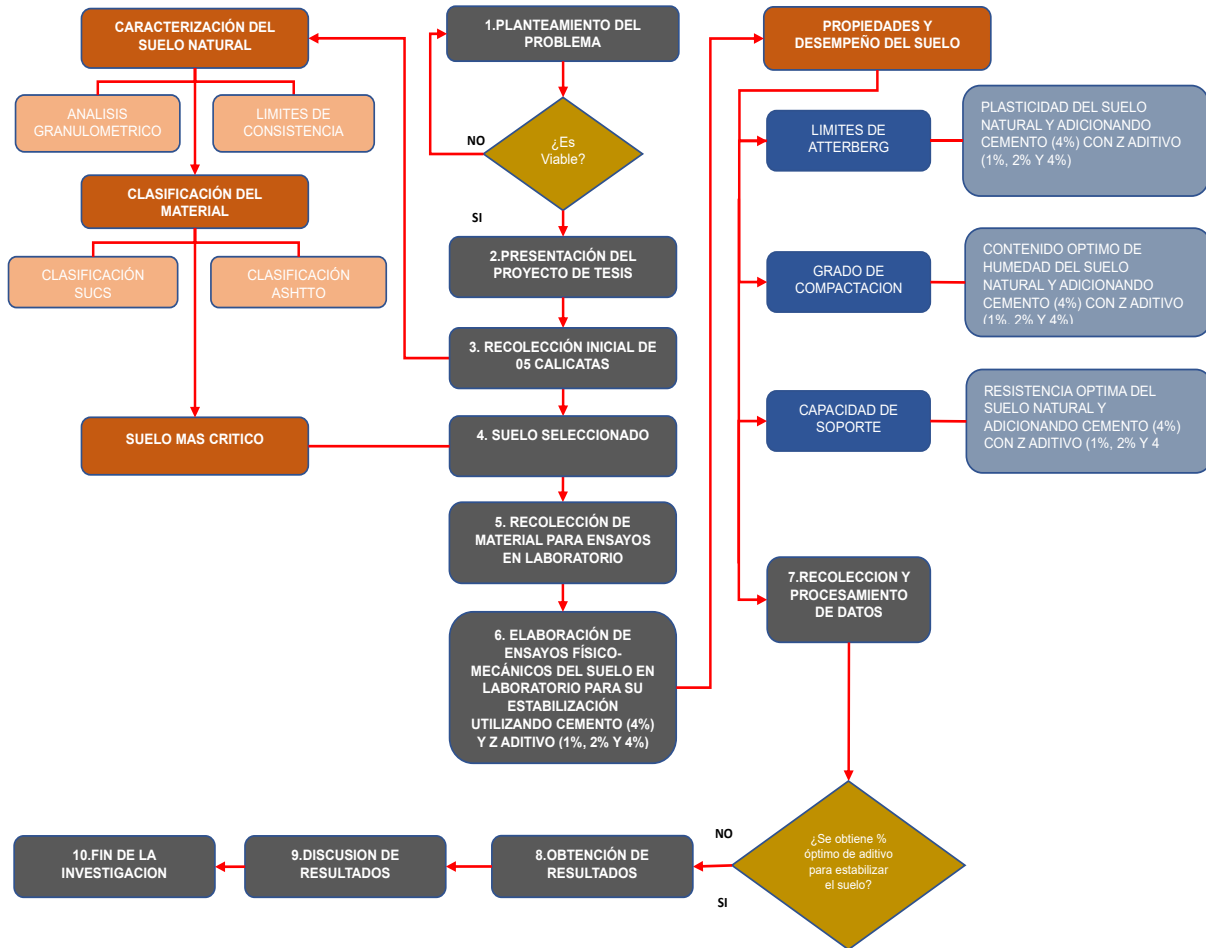 CARACTERIZACIÓN DEL
SUELO NATURAL
ANALISIS
GRANULOMETRICO
LIMITES DE
CONSISTENCIA
CLASIFICACIÓN DEL
MATERIAL
CLASIFICACIÓN
SUCS
CLASIFICACIÓN
ASHTTO
SUELO MAS CRITICO
1.PLANTEAMIENTO DEL
PROBLEMA
NO
¿Es
Viable?
SI
2.PRESENTACIÓN DEL
PROYECTO DE TESIS
3. RECOLECCIÓN INICIAL DE
05 CALICATAS
4. SUELO SELECCIONADO
5. RECOLECCIÓN DE
MATERIAL PARA ENSAYOS
EN LABORATORIO
6. ELABORACIÓN DE
ENSAYOS FÍSICO-
MECÁNICOS DEL SUELO EN
LABORATORIO PARA SU
ESTABILIZACIÓN
UTILIZANDO CEMENTO (4%)
Y Z ADITIVO (1%, 2% Y 4%)
PROPIEDADES Y
DESEMPEÑO DEL SUELO
LIMITES DE
ATTERBERG
PLASTICIDAD DEL SUELO
NATURAL Y ADICIONANDO
CEMENTO (4%) CON Z ADITIVO
(1%, 2% Y 4%)
GRADO DE
COMPACTACION
CONTENIDO OPTIMO DE
HUMEDAD DEL SUELO
NATURAL Y ADICIONANDO
CEMENTO (4%) CON Z ADITIVO
(1%, 2% Y 4%)
CAPACIDAD DE
SOPORTE
RESISTENCIA OPTIMA DEL
SUELO NATURAL Y
ADICIONANDO CEMENTO (4%)
CON Z ADITIVO (1%, 2% Y 4
7.RECOLECCION Y
PROCESAMIENTO
DE DATOS
¿Se obtiene %
óptimo de aditivo
para estabilizar
el suelo?
NO
SI
8.OBTENCIÓN DE
RESULTADOS
9.DISCUSION DE
RESULTADOS
10.FIN DE LA
INVESTIGACION